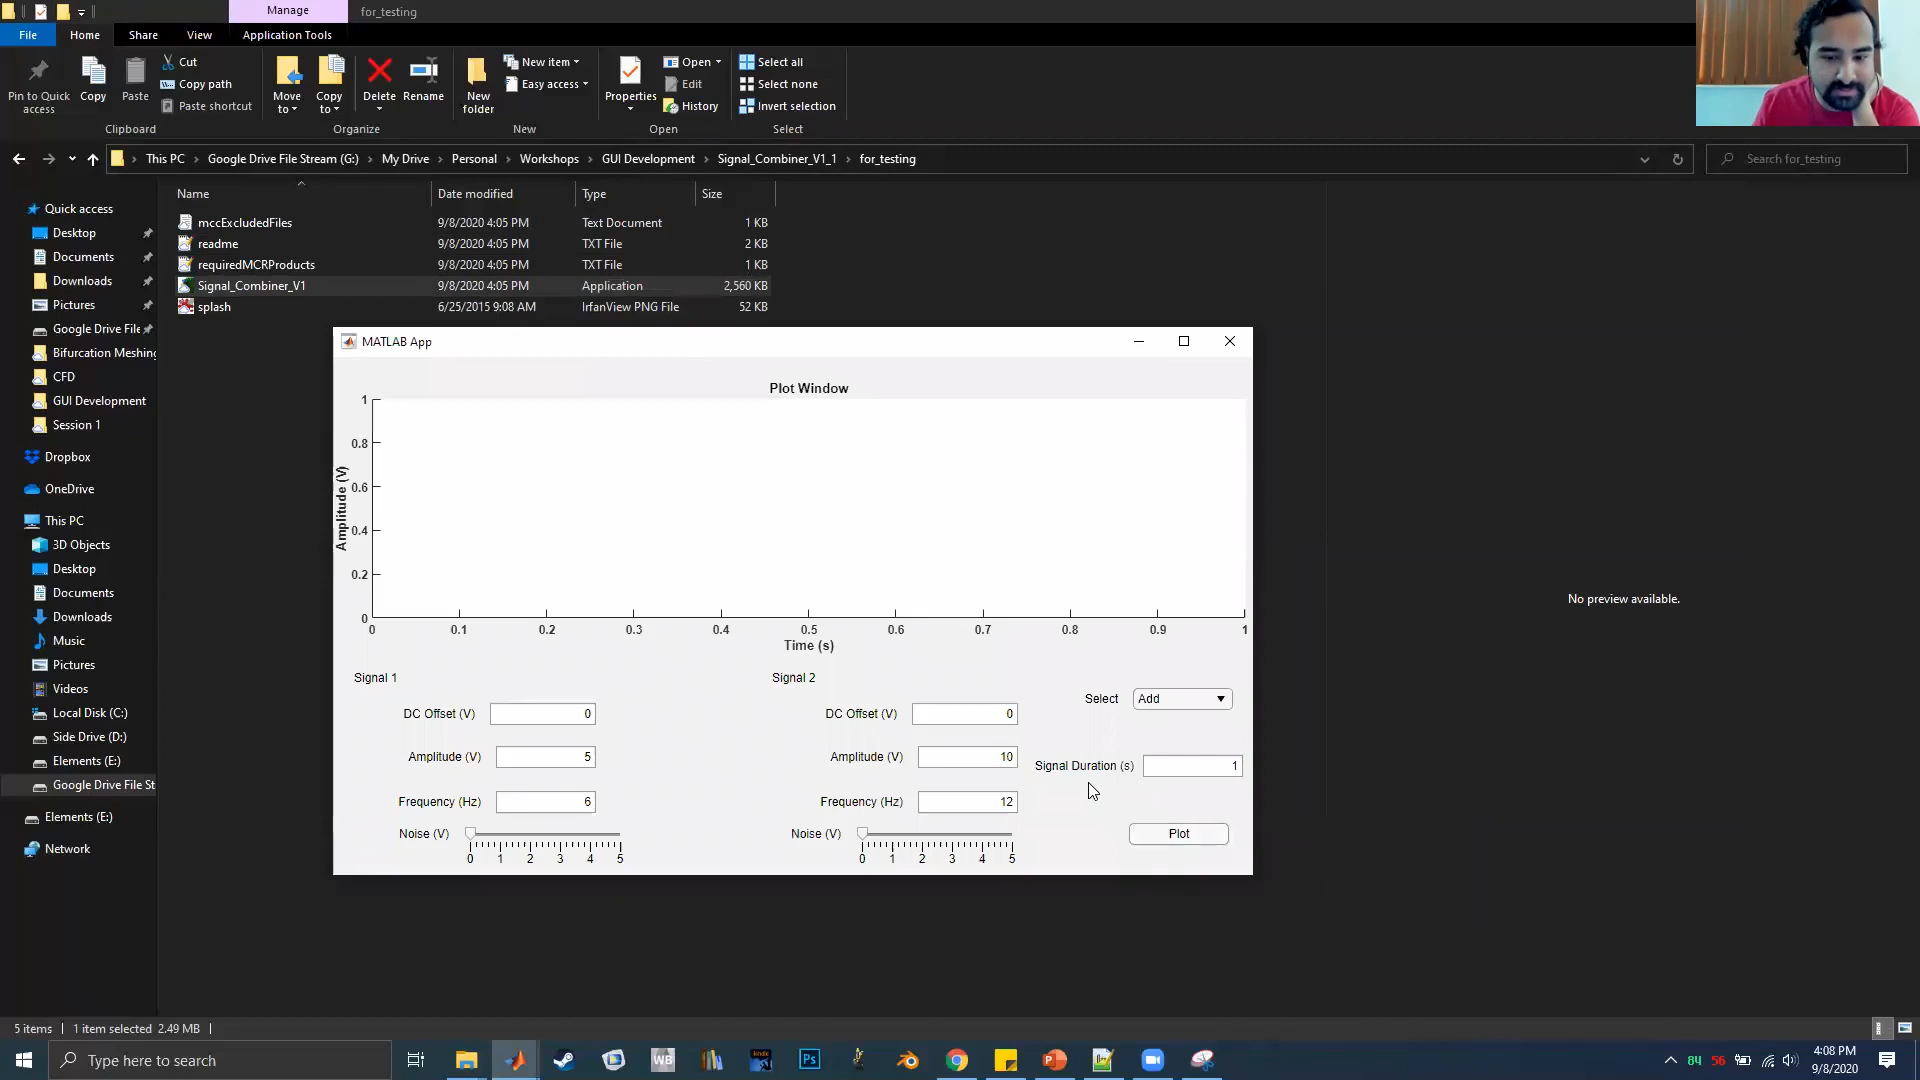 Manage for_testing
File Home Share View Application Tools
Pin to Quick access
Copy
Paste
Cut
Copy path
Paste shortcut
Clipboard
Move to
Copy to
Delete
Rename
Organize
New folder
New item
Easy access
New
Properties
Open
Edit
History
Open
Select all
Select none
Invert selection
Select
This PC Google Drive File Stream (G:) My Drive Personal Workshops GUI Development Signal_Combiner_V1_1 for_testing
Search for_testing
Name Date modified Type Size
mccExcludedFiles 9/8/2020 4:05 PM Text Document 1 KB
readme 9/8/2020 4:05 PM TXT File 2 KB
requiredMCRProducts 9/8/2020 4:05 PM TXT File 1 KB
Signal_Combiner_V1 9/8/2020 4:05 PM Application 2,560 KB
splash 6/25/2015 9:08 AM IrfanView PNG File 52 KB
Quick access
Desktop
Documents
Downloads
Pictures
Google Drive File
Bifurcation Meshing
CFD
GUI Development
Session 1
Dropbox
OneDrive
This PC
3D Objects
Desktop
Documents
Downloads
Music
Pictures
Videos
Local Disk (C:)
Side Drive (D:)
Elements (E:)
Google Drive File St
Elements (E:)
Network
MATLAB App
Plot Window
Amplitude (V)
1
0.8
0.6
0.4
0.2
0
0 0.1 0.2 0.3 0.4 0.5 0.6 0.7 0.8 0.9 1
Time (s)
Signal 1
DC Offset (V) 0
Amplitude (V) 5
Frequency (Hz) 6
Noise (V)
0 1 2 3 4 5
Signal 2
DC Offset (V) 0
Amplitude (V) 10
Frequency (Hz) 12
Noise (V)
0 1 2 3 4 5
Select Add
Signal Duration (s) 1
Plot
No preview available.
5 items 1 item selected 2.49 MB
Type here to search
WB
kindle
Ps
84 56
4:08 PM
9/8/2020